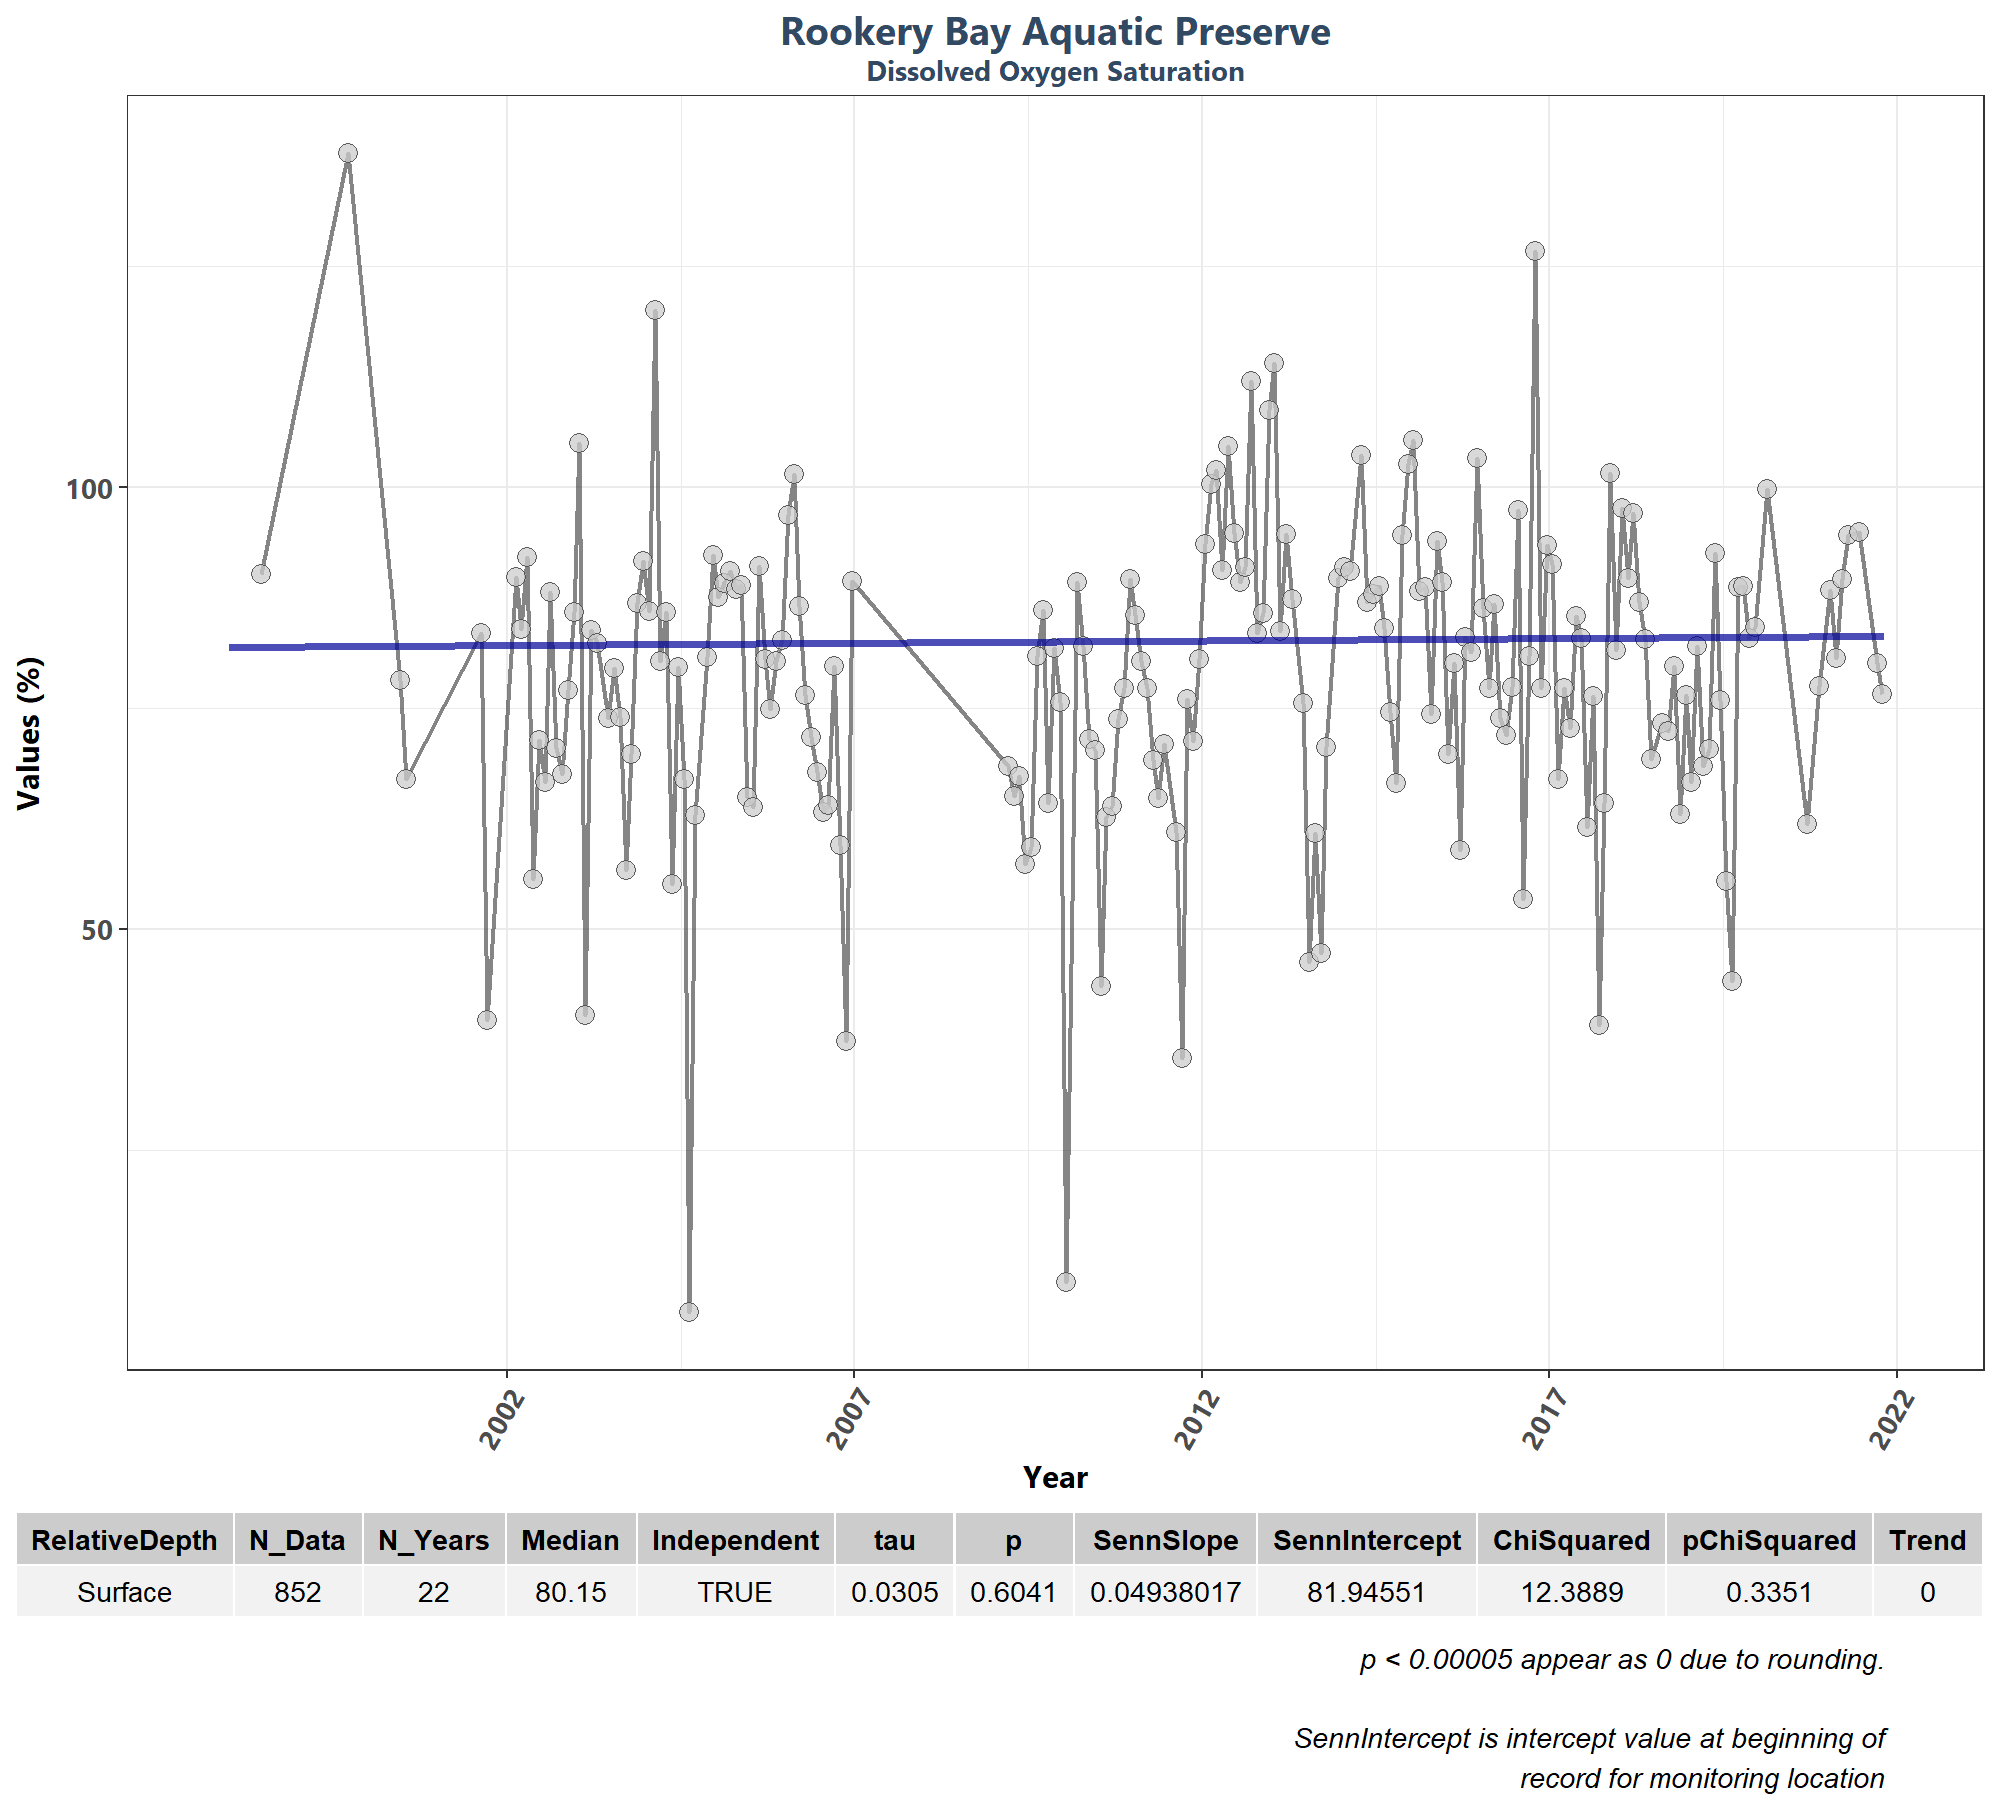 Rookery Bay Aquatic Preserve
Dissolved Oxygen Saturation
Values (%)
100
50
2002 2007 2012 2017 2022
Year
RelativeDepth N_Data N_Years Median Independent tau p SennSlope SennIntercept ChiSquared pChiSquared Trend
Surface 852 22 80.15 TRUE 0.0305 0.6041 0.04938017 81.94551 12.3889 0.3351 0
p < 0.00005 appear as 0 due to rounding.
SennIntercept is intercept value at beginning of
record for monitoring location